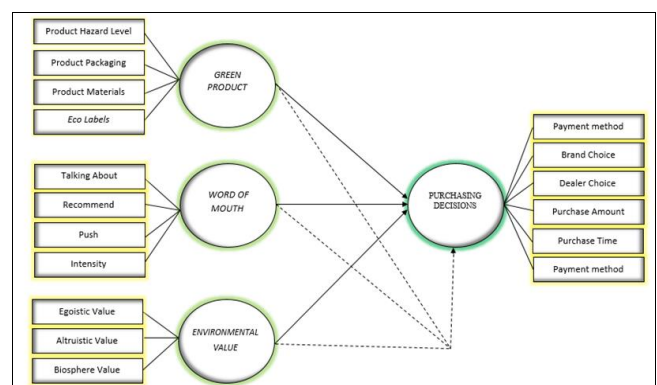 Product Hazard Level
Product Packaging
Product Materials
Eco Labels
GREEN
PRODUCT
Talking About
Recommend
Push
Intensity
WORD OF
MOUTH
Egoistic Value
Altruistic Value
Biosphere Value
ENVIRONMENTAL
VALUE
PURCHASING
DECISIONS
Payment method
Brand Choice
Dealer Choice
Purchase Amount
Purchase Time
Payment method